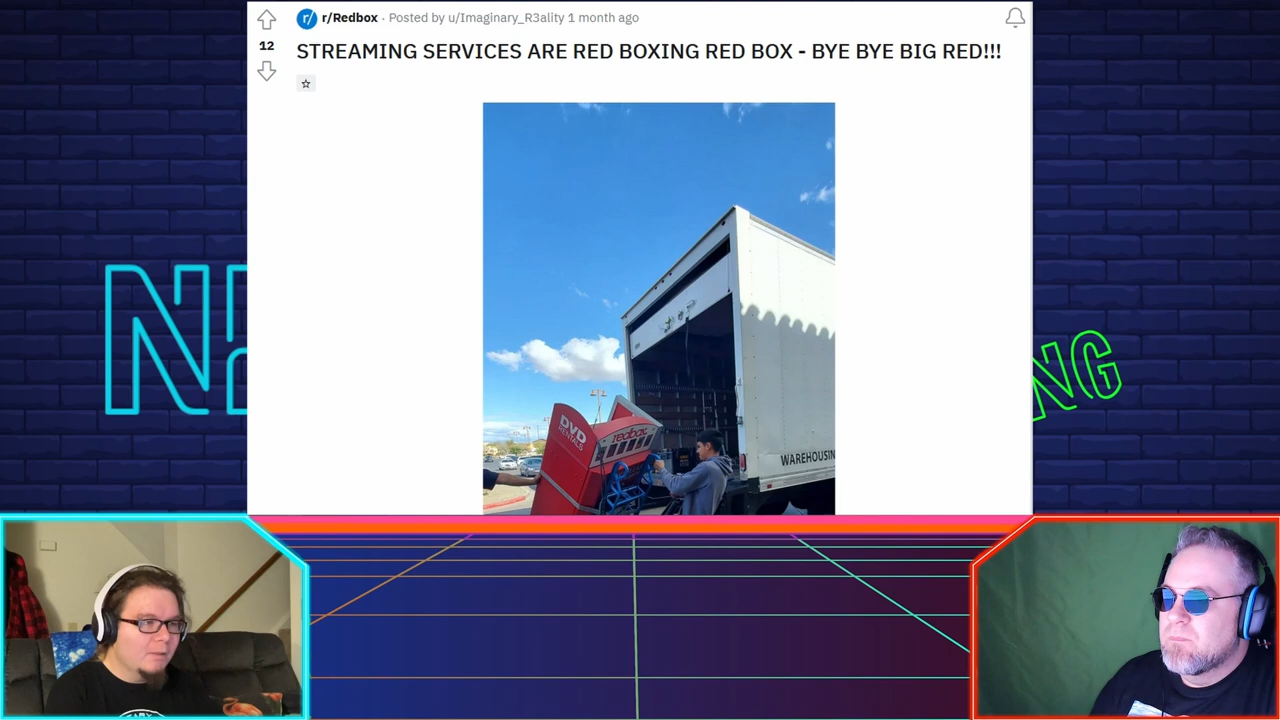 r/Redbox · Posted by u/Imaginary_R3ality 1 month ago
12
STREAMING SERVICES ARE RED BOXING RED BOX - BYE BYE BIG RED!!!
DVD
RENTALS
redbox
WAREHOUSIN
NG